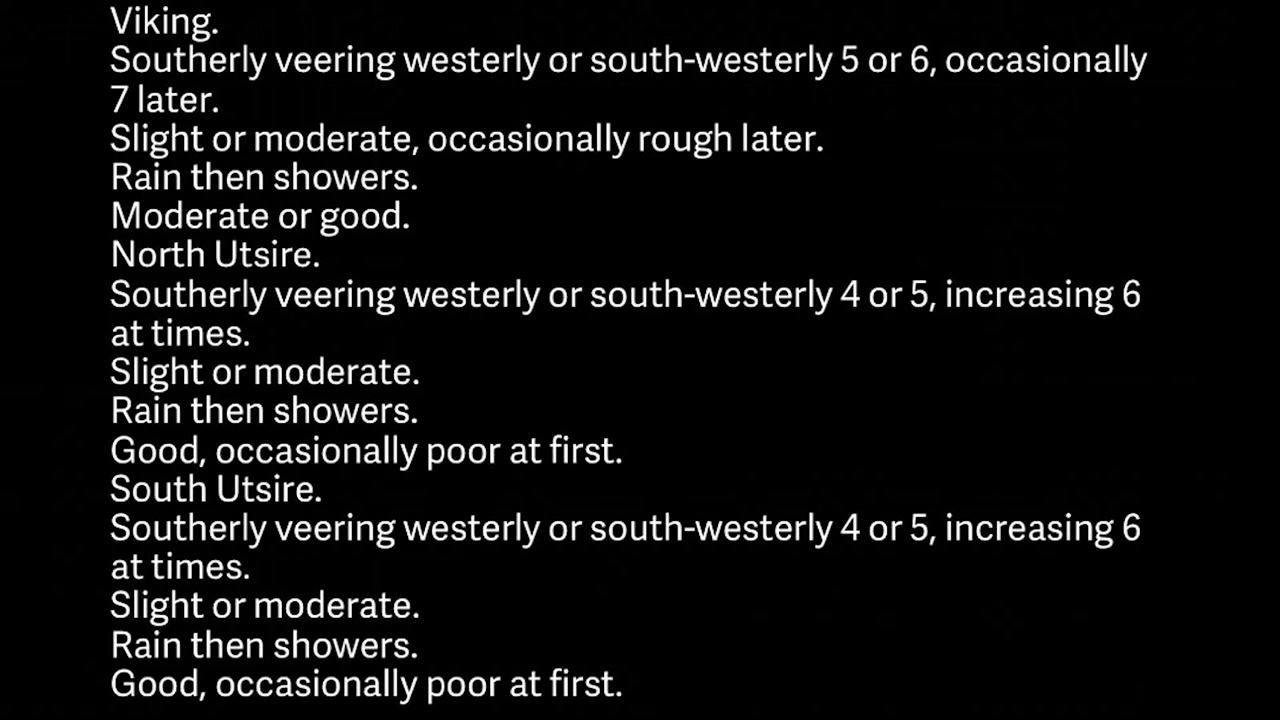 Viking.
Southerly veering westerly or south-westerly 5 or 6, occasionally
7 later.
Slight or moderate, occasionally rough later.
Rain then showers.
Moderate or good.
North Utsire.
Southerly veering westerly or south-westerly 4 or 5, increasing 6
at times.
Slight or moderate.
Rain then showers.
Good, occasionally poor at first.
South Utsire.
Southerly veering westerly or south-westerly 4 or 5, increasing 6
at times.
Slight or moderate.
Rain then showers.
Good, occasionally poor at first.